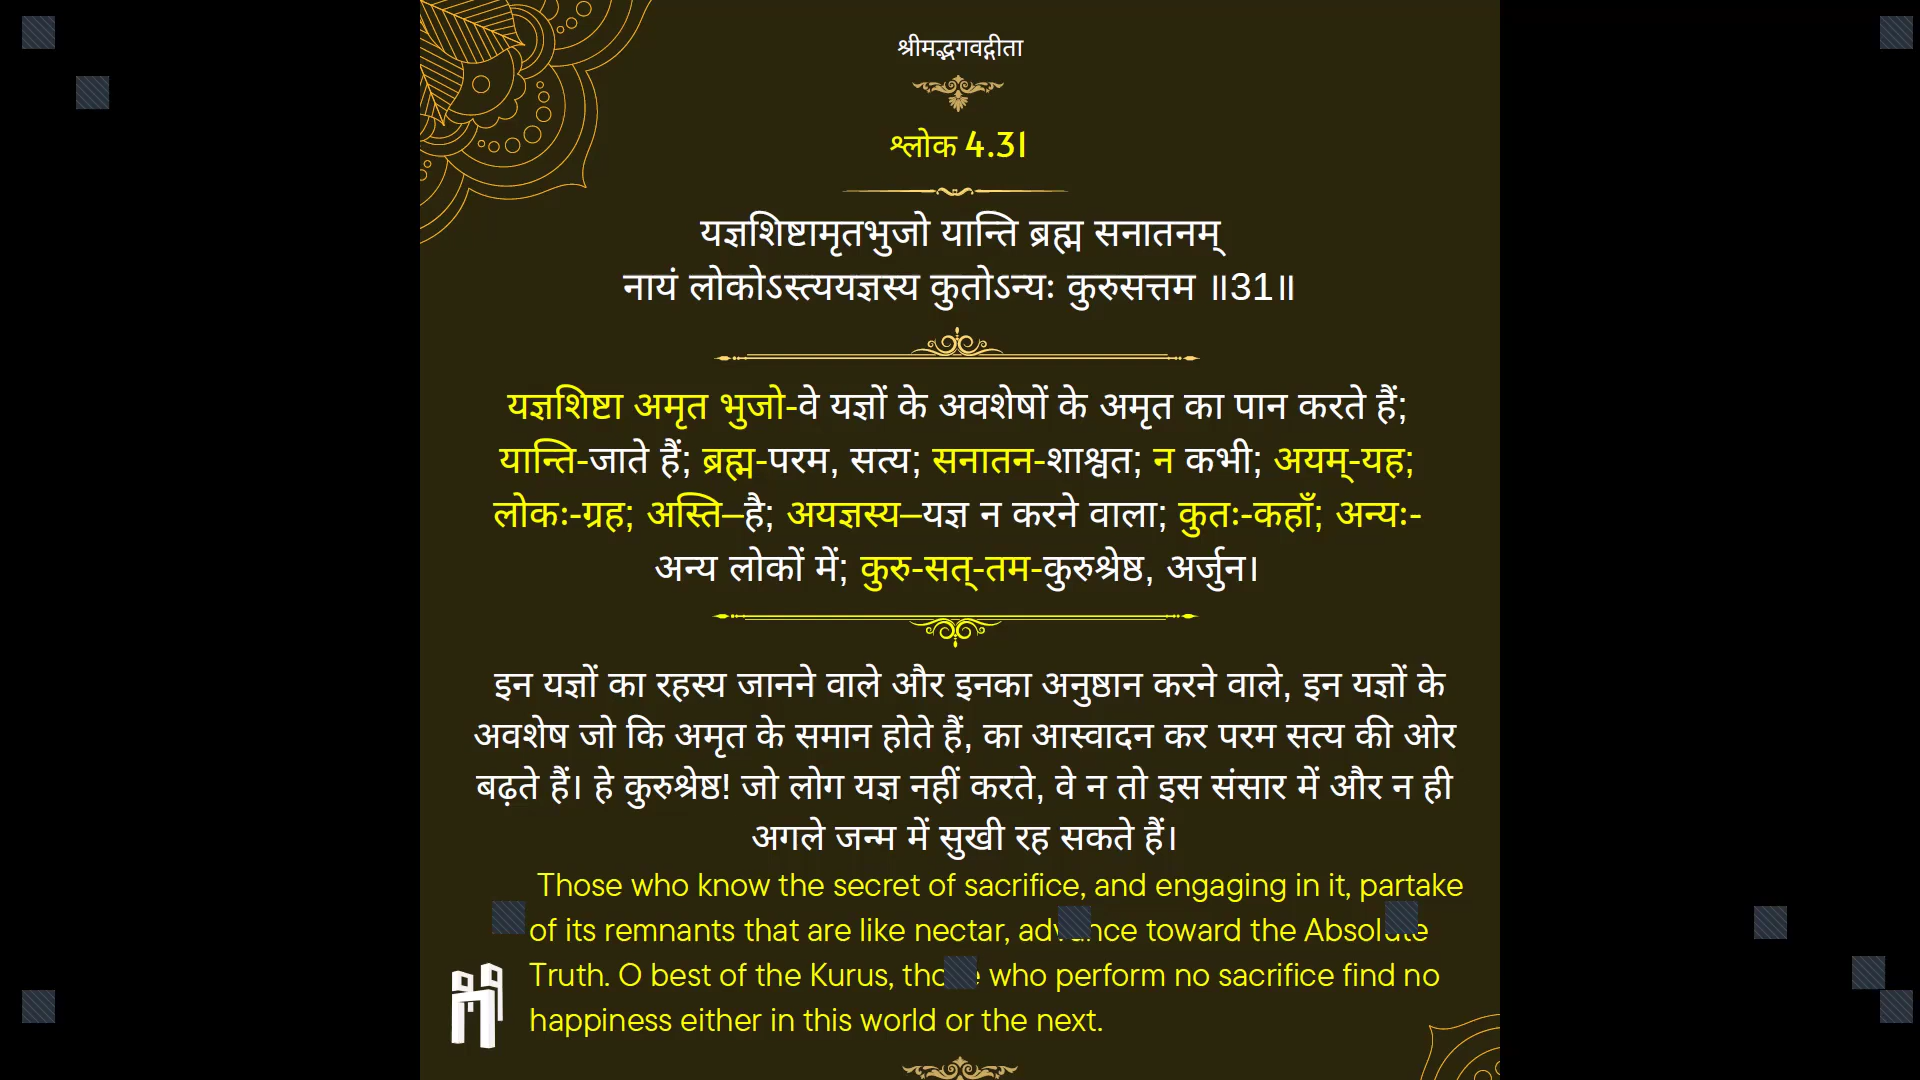 श्रीमद्भगवद्गीता
श्लोक 4.31
यज्ञशिष्टामृतभुजो यान्ति ब्रह्म सनातनम्
नायं लोकोऽस्त्ययज्ञस्य कुतोऽन्यः कुरुसत्तम ॥31॥
यज्ञशिष्टा अमृत भुजो-वे यज्ञों के अवशेषों के अमृत का पान करते हैं;
यान्ति-जाते हैं; ब्रह्म-परम, सत्य; सनातन-शाश्वत; न कभी; अयम्-यह;
लोकः-ग्रह; अस्ति–है; अयज्ञस्य–यज्ञ न करने वाला; कुतः-कहाँ; अन्यः-
अन्य लोकों में; कुरु-सत्-तम-कुरुश्रेष्ठ, अर्जुन।
इन यज्ञों का रहस्य जानने वाले और इनका अनुष्ठान करने वाले, इन यज्ञों के
अवशेष जो कि अमृत के समान होते हैं, का आस्वादन कर परम सत्य की ओर
बढ़ते हैं। हे कुरुश्रेष्ठ! जो लोग यज्ञ नहीं करते, वे न तो इस संसार में और न ही
अगले जन्म में सुखी रह सकते हैं।
Those who know the secret of sacrifice, and engaging in it, partake
of its remnants that are like nectar, advance toward the Absolute
Truth. O best of the Kurus, those who perform no sacrifice find no
happiness either in this world or the next.